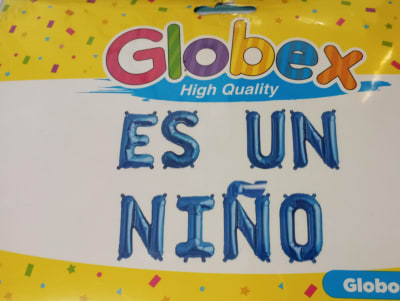 Globex
High Quality
ES UN
NIÑO
Globo